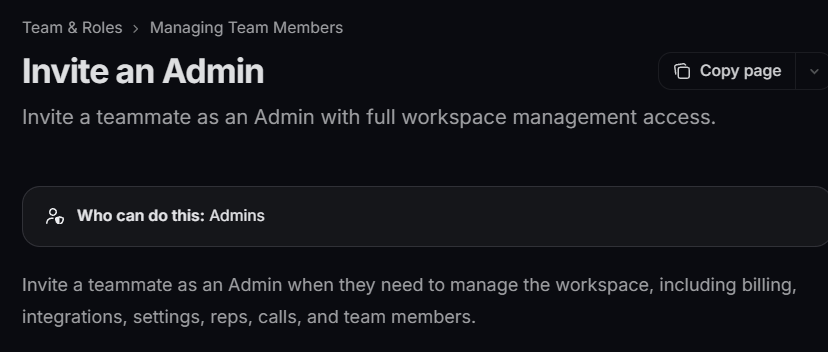 Team & Roles › Managing Team Members
Invite an Admin
Copy page
Invite a teammate as an Admin with full workspace management access.
Who can do this: Admins
Invite a teammate as an Admin when they need to manage the workspace, including billing,
integrations, settings, reps, calls, and team members.